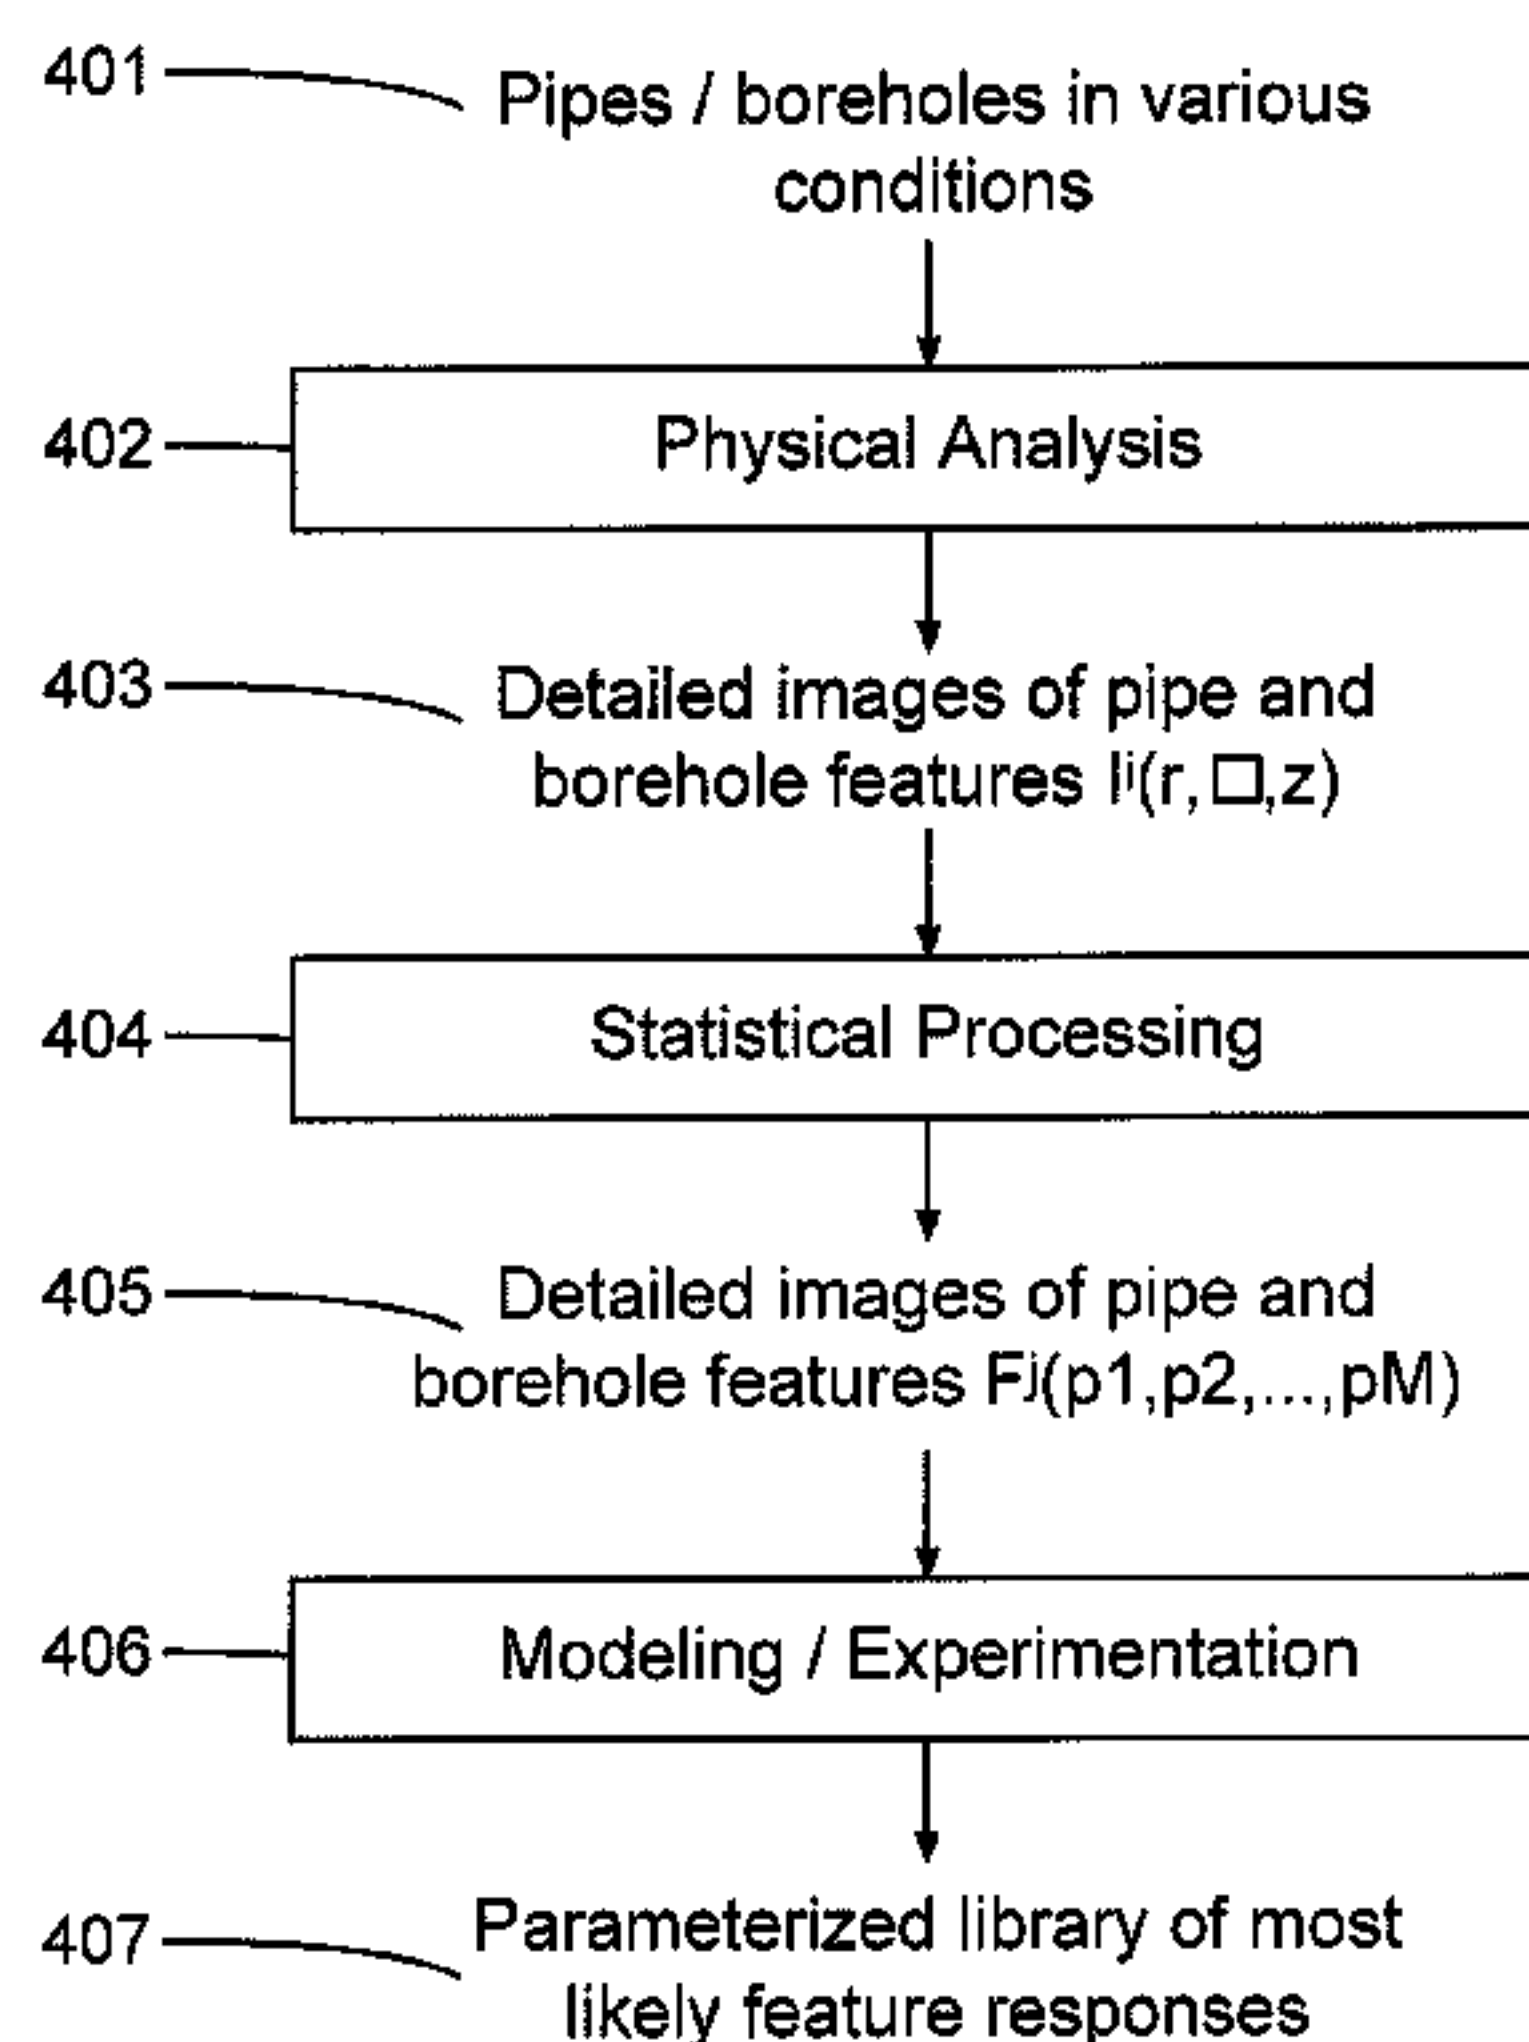 401 Pipes / boreholes in various
conditions
402 Physical Analysis
403 Detailed images of pipe and
borehole features Iʲ(r,□,z)
404 Statistical Processing
405 Detailed images of pipe and
borehole features Fʲ(p1,p2,...,pM)
406 Modeling / Experimentation
407 Parameterized library of most
likely feature responses